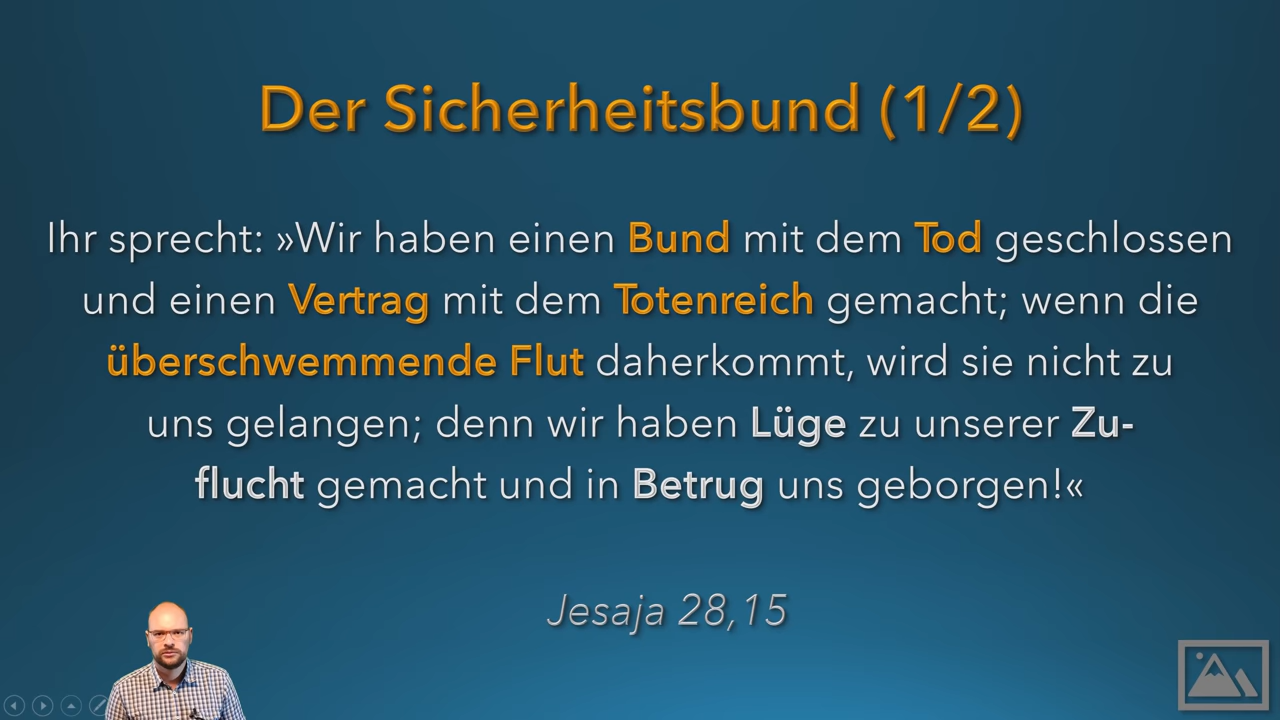 Der Sicherheitsbund (1/2)
Ihr sprecht: »Wir haben einen Bund mit dem Tod geschlossen
und einen Vertrag mit dem Totenreich gemacht; wenn die
überschwemmende Flut daherkommt, wird sie nicht zu
uns gelangen; denn wir haben Lüge zu unserer Zu-
flucht gemacht und in Betrug uns geborgen!«
Jesaja 28,15